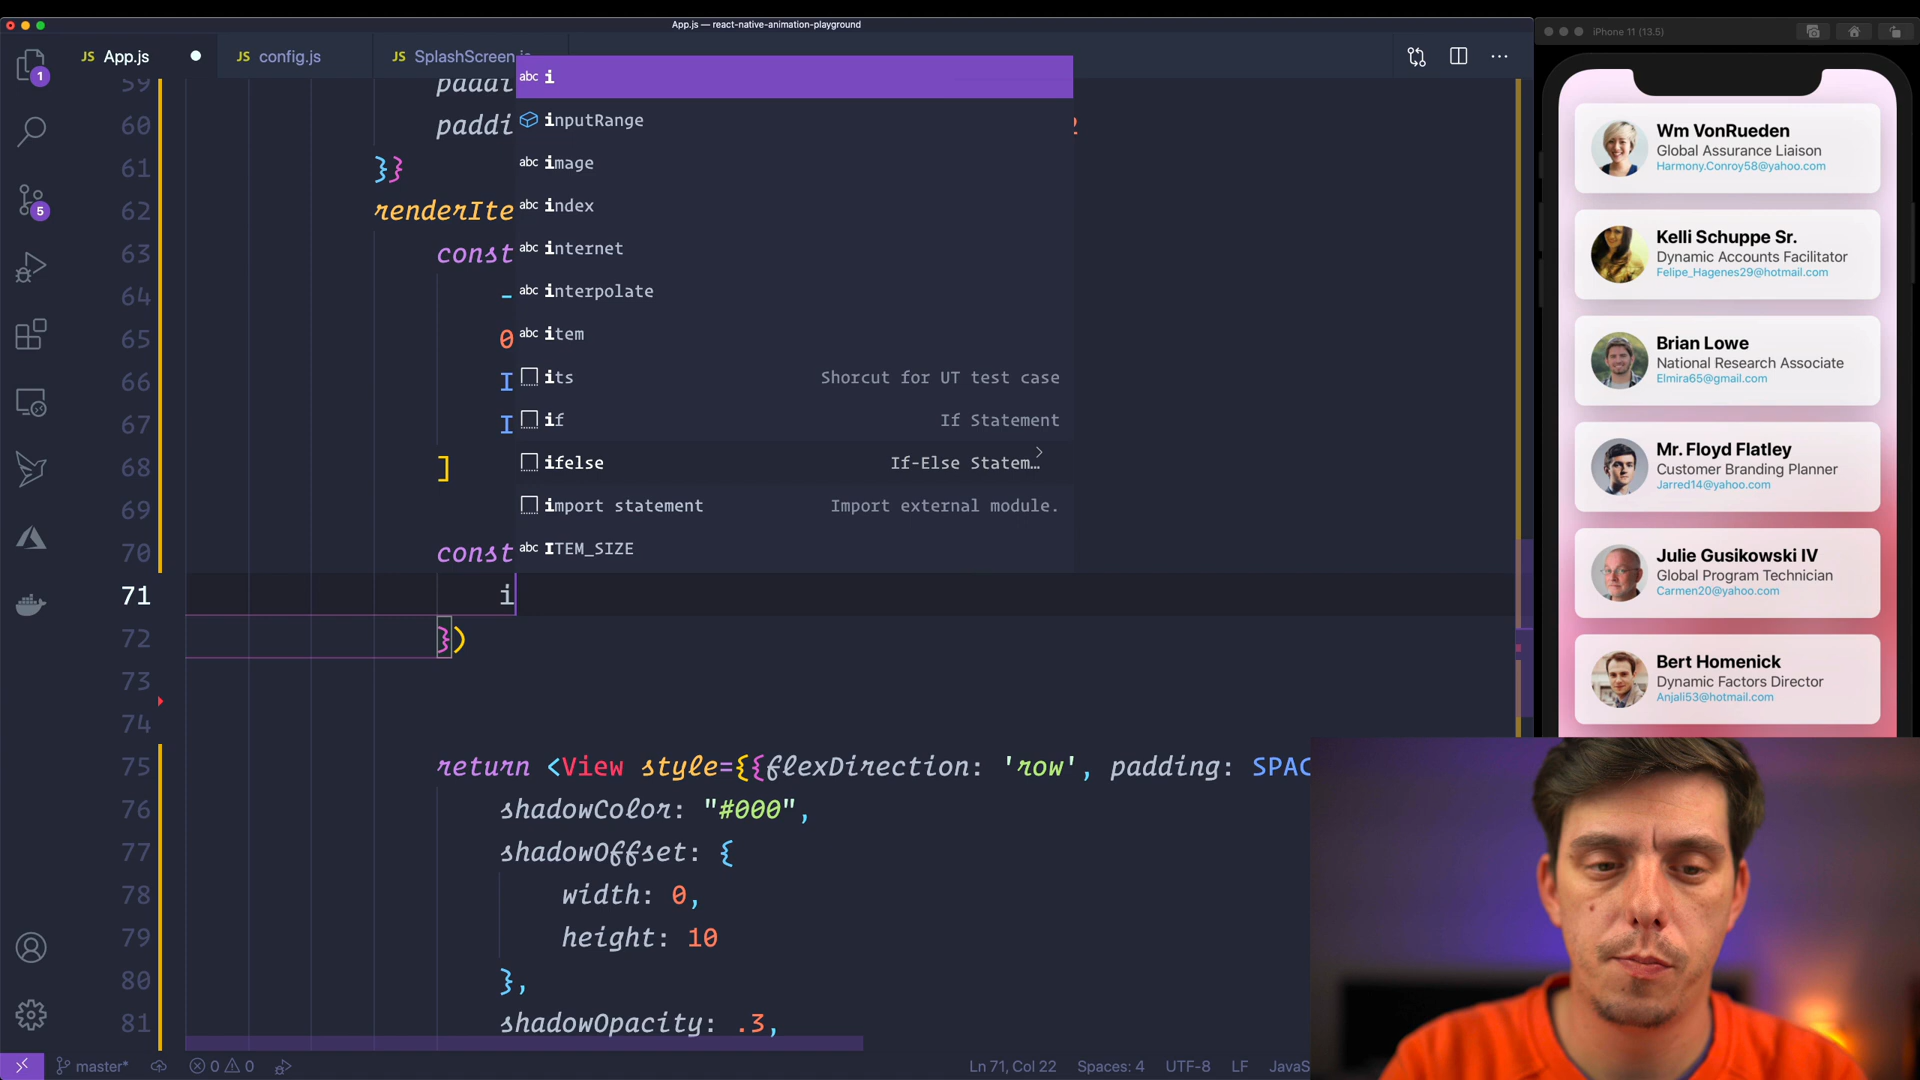 App.js — react-native-animation-playground
iPhone 11 (13.5)
JS App.js
JS config.js
JS SplashScreen.js
1
5
60 paddi
61 }}
62 renderIte
63 const
64 -
65 0
66 I
67 I
68 ]
69
70 const
71 i
72 })
73
74
75 return <View style={{flexDirection: 'row', padding: SPAC
76 shadowColor: "#000",
77 shadowOffset: {
78 width: 0,
79 height: 10
80 },
81 shadowOpacity: .3,
abc i
inputRange
abc image
abc index
abc internet
abc interpolate
abc item
its Shorcut for UT test case
if If Statement
ifelse If-Else Statem… >
import statement Import external module.
abc ITEM_SIZE
master*
0 0
Ln 71, Col 22
Spaces: 4
UTF-8
LF
JavaS
Wm VonRueden
Global Assurance Liaison
Harmony.Conroy58@yahoo.com
Kelli Schuppe Sr.
Dynamic Accounts Facilitator
Felipe_Hagenes29@hotmail.com
Brian Lowe
National Research Associate
Elmira65@gmail.com
Mr. Floyd Flatley
Customer Branding Planner
Jarred14@yahoo.com
Julie Gusikowski IV
Global Program Technician
Carmen20@yahoo.com
Bert Homenick
Dynamic Factors Director
Anjali53@hotmail.com